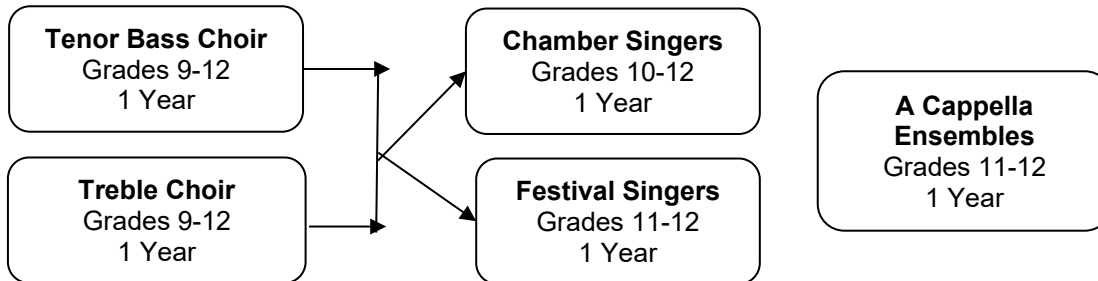 Tenor Bass Choir
Grades 9-12
1 Year
Treble Choir
Grades 9-12
1 Year
Chamber Singers
Grades 10-12
1 Year
Festival Singers
Grades 11-12
1 Year
A Cappella
Ensembles
Grades 11-12
1 Year